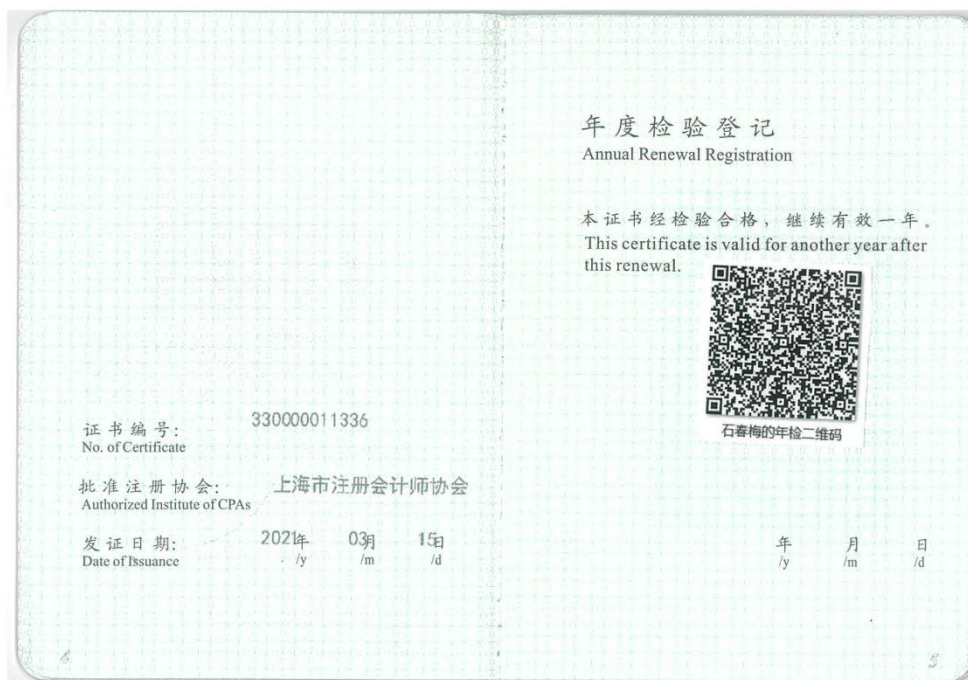 证书编号: 330000011336
No. of Certificate
批准注册协会: 上海市注册会计师协会
Authorized Institute of CPAs
发证日期: 2021年 03月 15日
Date of Issuance /y /m /d
4
年度检验登记
Annual Renewal Registration
本证书经检验合格，继续有效一年。
This certificate is valid for another year after
this renewal.
石春梅的年检二维码
年 月 日
/y /m /d
5